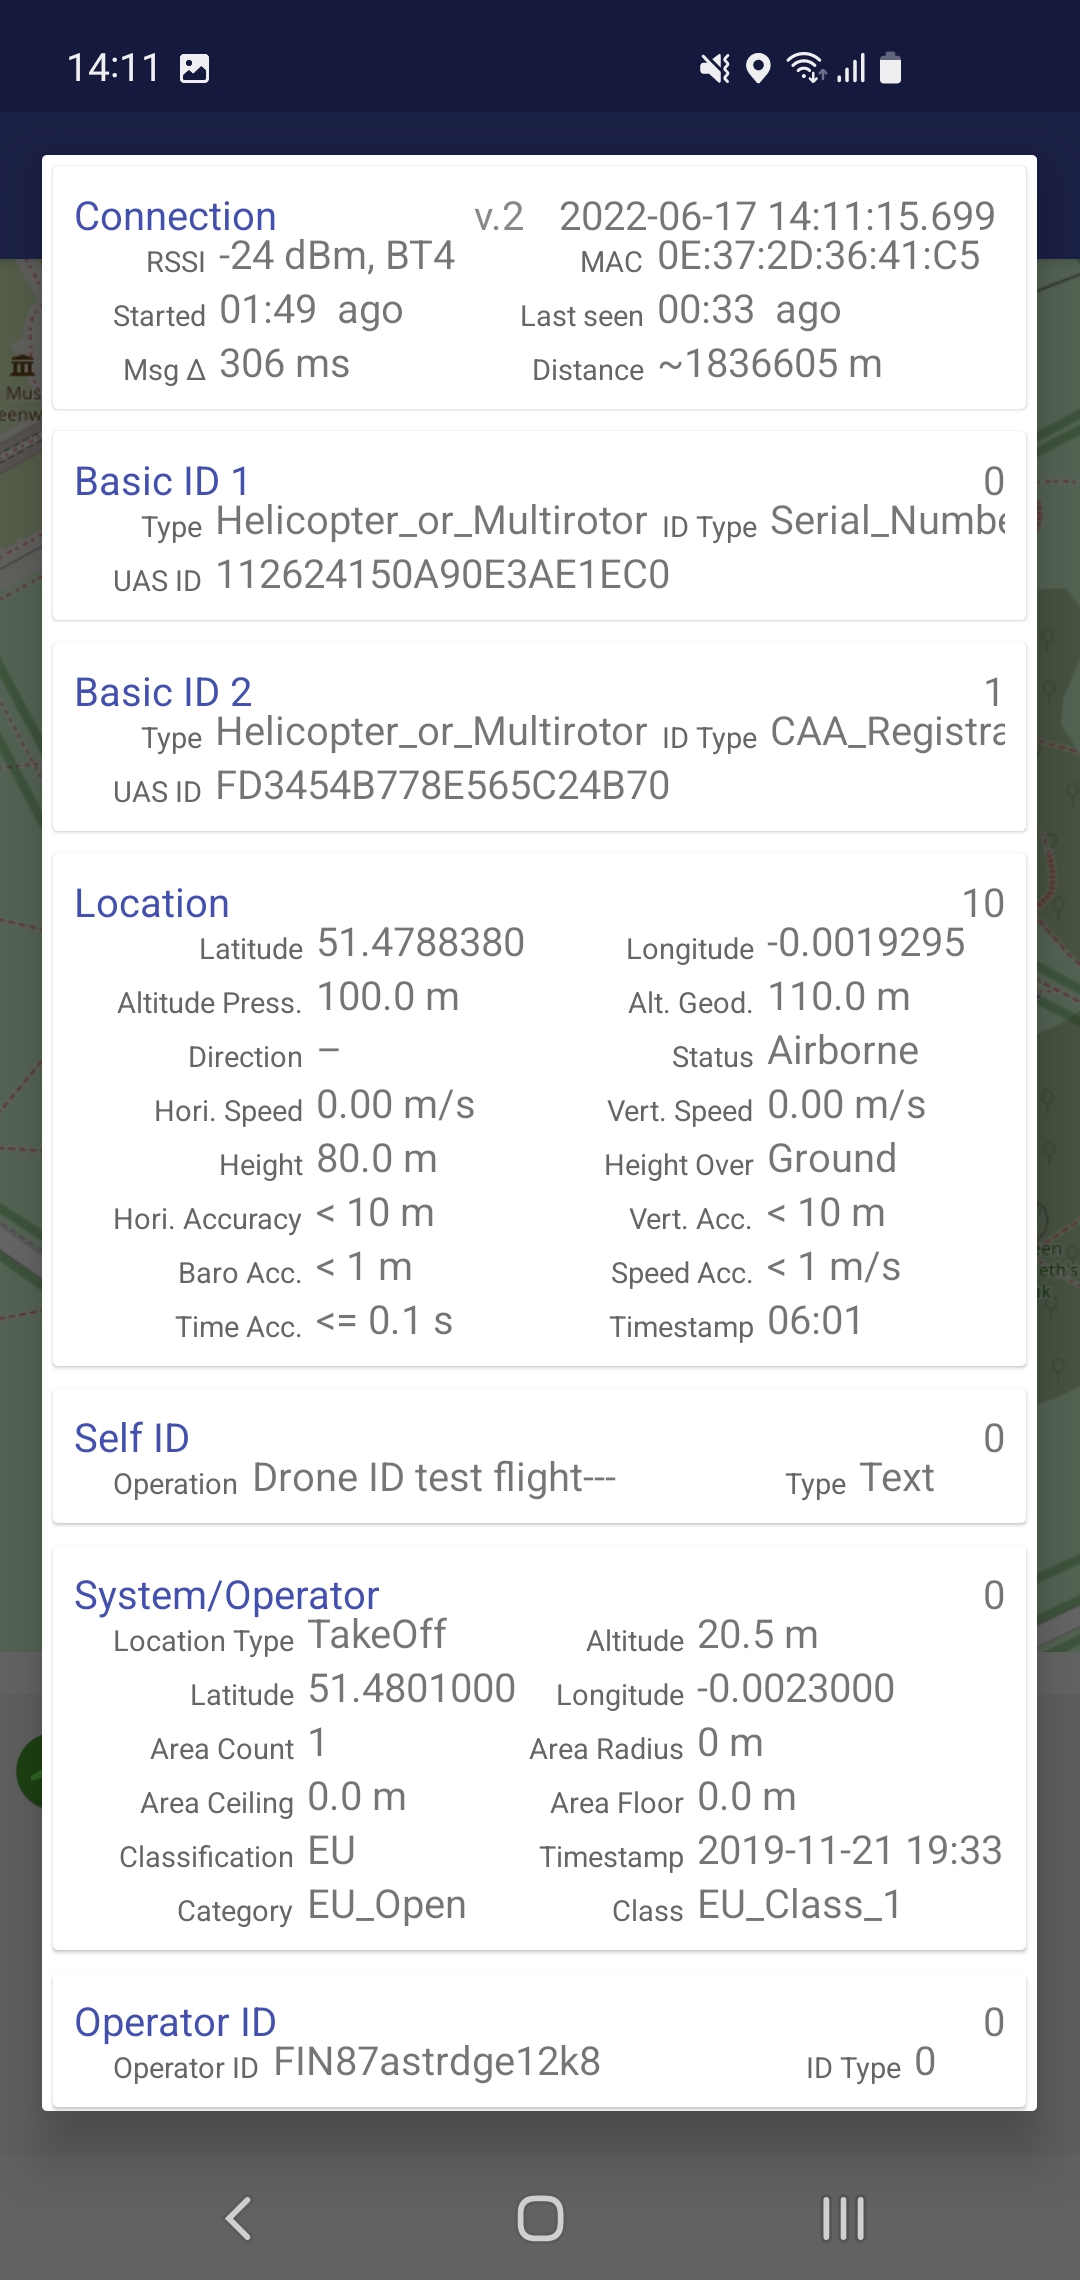 14:11
Connection v.2 2022-06-17 14:11:15.699
RSSI -24 dBm, BT4 MAC 0E:37:2D:36:41:C5
Started 01:49 ago Last seen 00:33 ago
Msg Δ 306 ms Distance ~1836605 m
Basic ID 1 0
Type Helicopter_or_Multirotor ID Type Serial_Numbe
UAS ID 112624150A90E3AE1EC0
Basic ID 2 1
Type Helicopter_or_Multirotor ID Type CAA_Registra
UAS ID FD3454B778E565C24B70
Location 10
Latitude 51.4788380 Longitude -0.0019295
Altitude Press. 100.0 m Alt. Geod. 110.0 m
Direction – Status Airborne
Hori. Speed 0.00 m/s Vert. Speed 0.00 m/s
Height 80.0 m Height Over Ground
Hori. Accuracy < 10 m Vert. Acc. < 10 m
Baro Acc. < 1 m Speed Acc. < 1 m/s
Time Acc. <= 0.1 s Timestamp 06:01
Self ID 0
Operation Drone ID test flight--- Type Text
System/Operator 0
Location Type TakeOff Altitude 20.5 m
Latitude 51.4801000 Longitude -0.0023000
Area Count 1 Area Radius 0 m
Area Ceiling 0.0 m Area Floor 0.0 m
Classification EU Timestamp 2019-11-21 19:33
Category EU_Open Class EU_Class_1
Operator ID 0
Operator ID FIN87astrdge12k8 ID Type 0